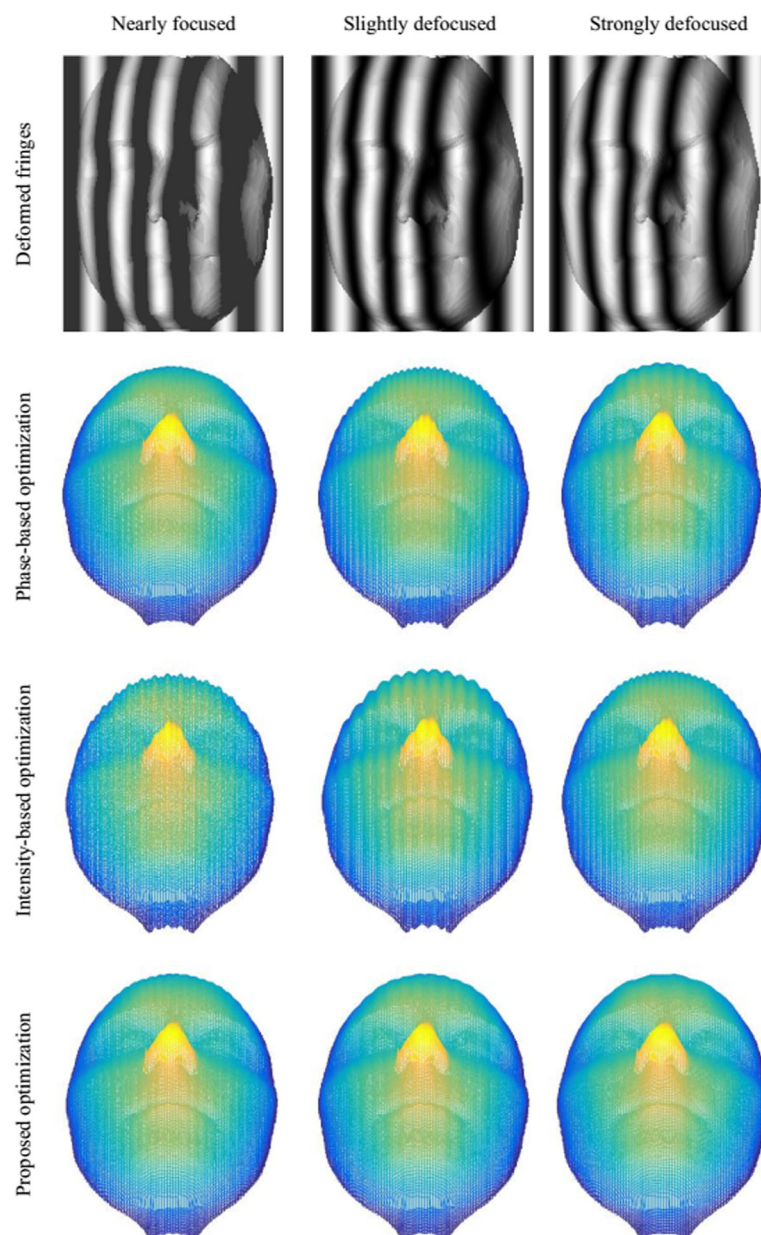 Nearly focused
Slightly defocused
Strongly defocused
Deformed fringes
Phase-based optimization
Intensity-based optimization
Proposed optimization